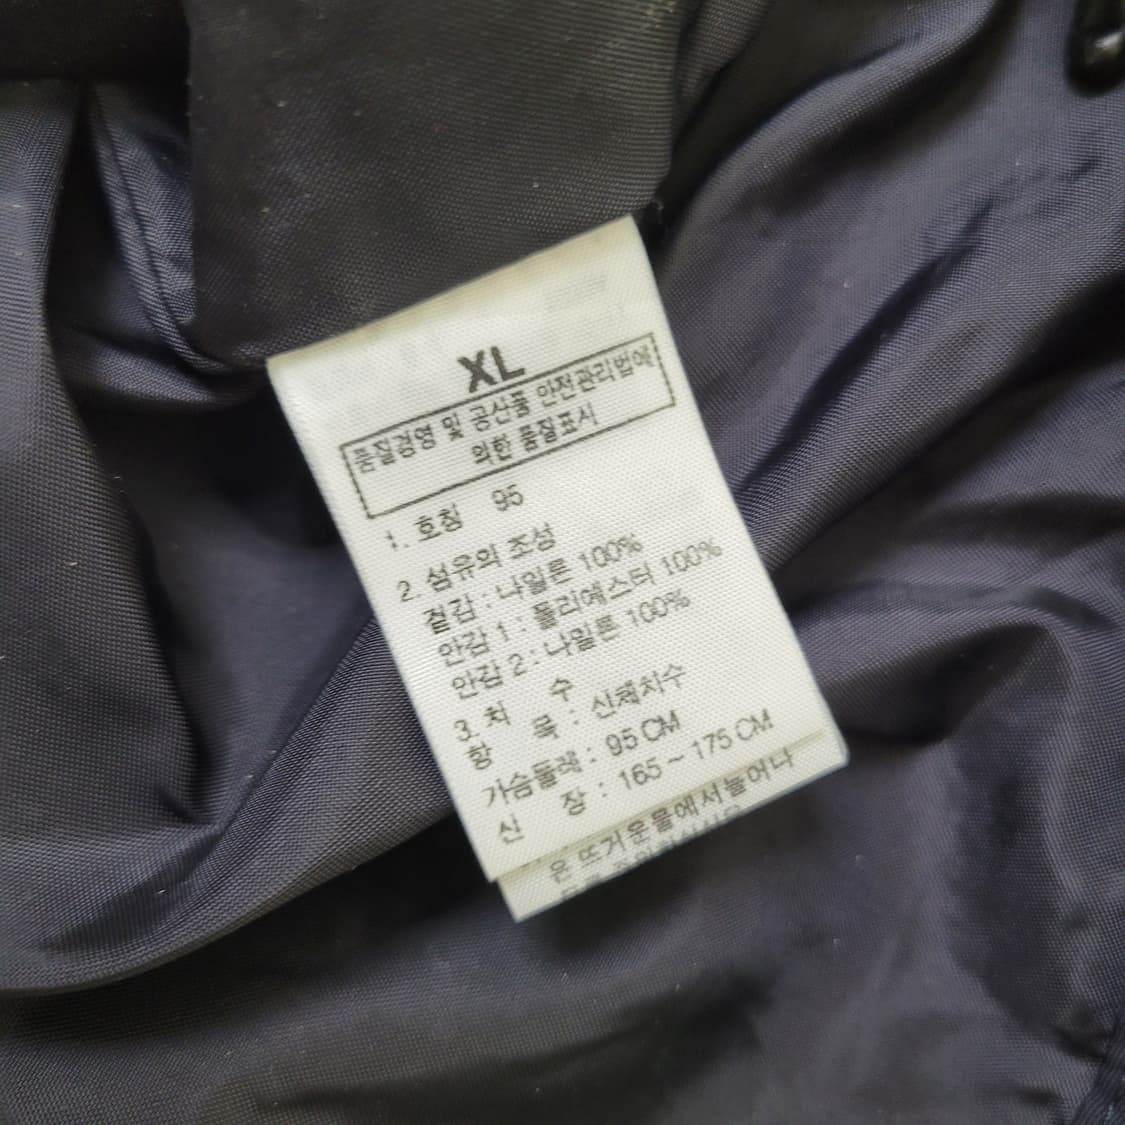 XL
품질경영 및 공산품 안전관리법에
의한 품질표시
1. 호칭 95
2. 섬유의 조성
겉감 : 나일론 100%
안감 1 : 폴리에스터 100%
안감 2 : 나일론 100%
3. 치 수
항 목 : 신체치수
가슴둘레 : 95 CM
신 장 : 165 ~ 175 CM
은 뜨거운물에서늘어나